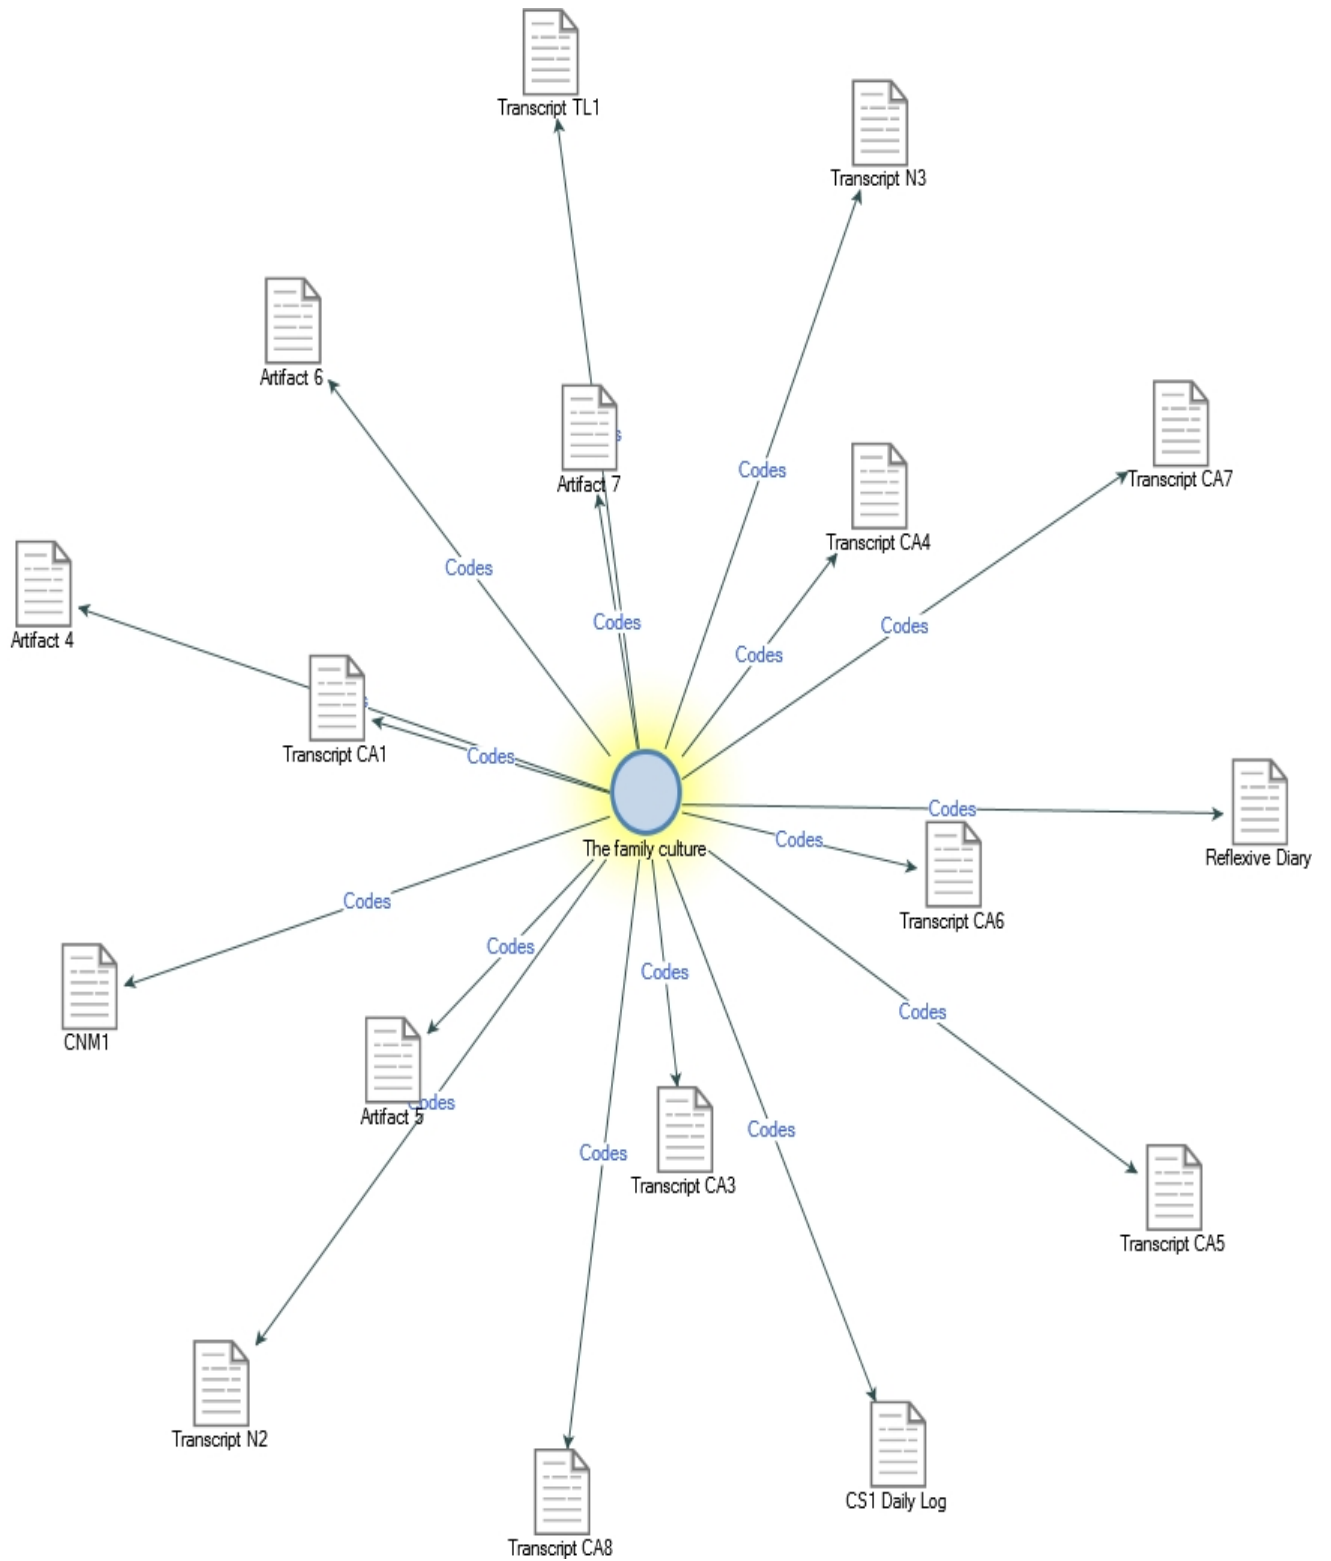 Transcript TL1
Transcript N3
Artifact 6
Artifact 7
Transcript CA7
Codes
Transcript CA4
Codes
Artifact 4
Codes
Codes
Codes
Transcript CA1
Codes
Codes
Codes
The family culture
Reflexive Diary
Codes
Transcript CA6
Codes
Codes
Codes
Codes
CNM1
Artifact 5
Codes
Codes
Codes
Transcript CA3
Transcript CA5
Transcript N2
CS1 Daily Log
Transcript CA8